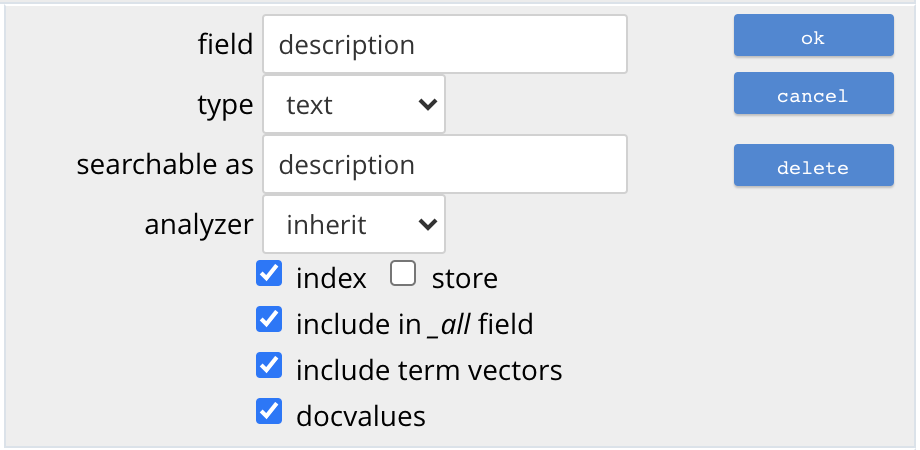 field description ok
type text
cancel
searchable as description
delete
analyzer inherit
index store
include in _all field
include term vectors
docvalues